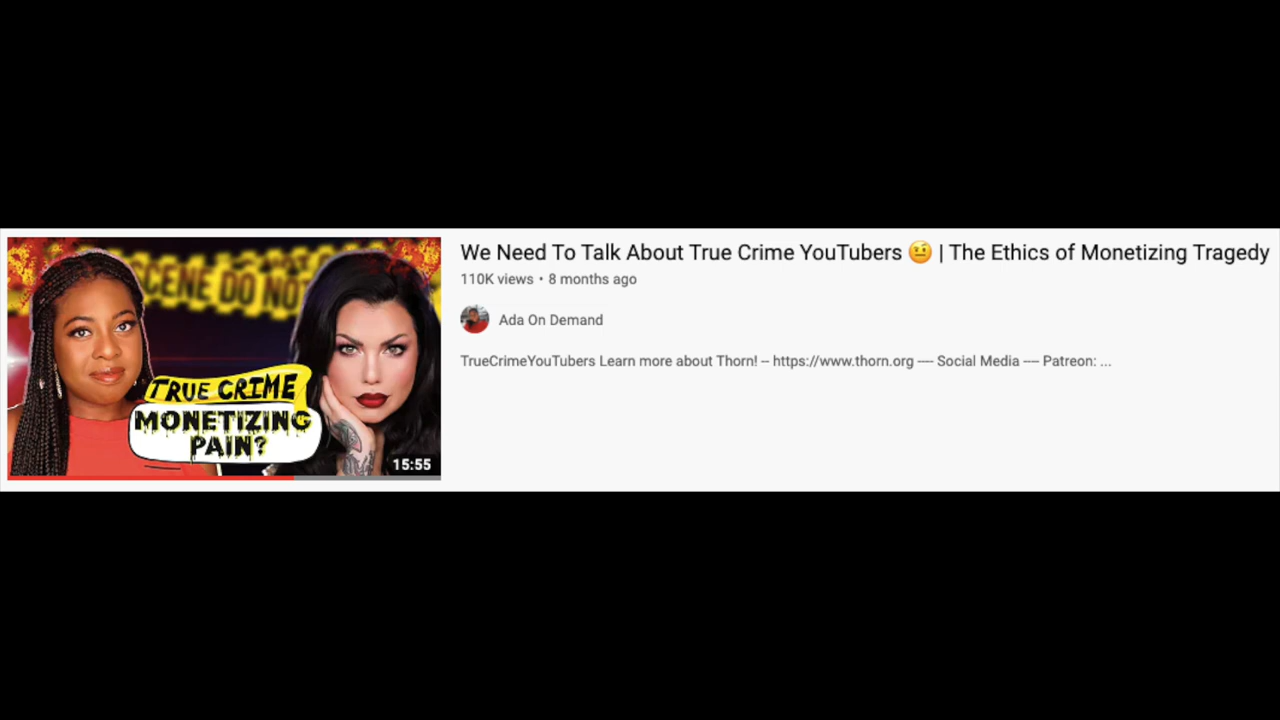 SCENE DO NOT
TRUE CRIME
MONETIZING
PAIN?
15:55
We Need To Talk About True Crime YouTubers 🤨 | The Ethics of Monetizing Tragedy
110K views • 8 months ago
Ada On Demand
TrueCrimeYouTubers Learn more about Thorn! -- https://www.thorn.org ---- Social Media ---- Patreon: ...